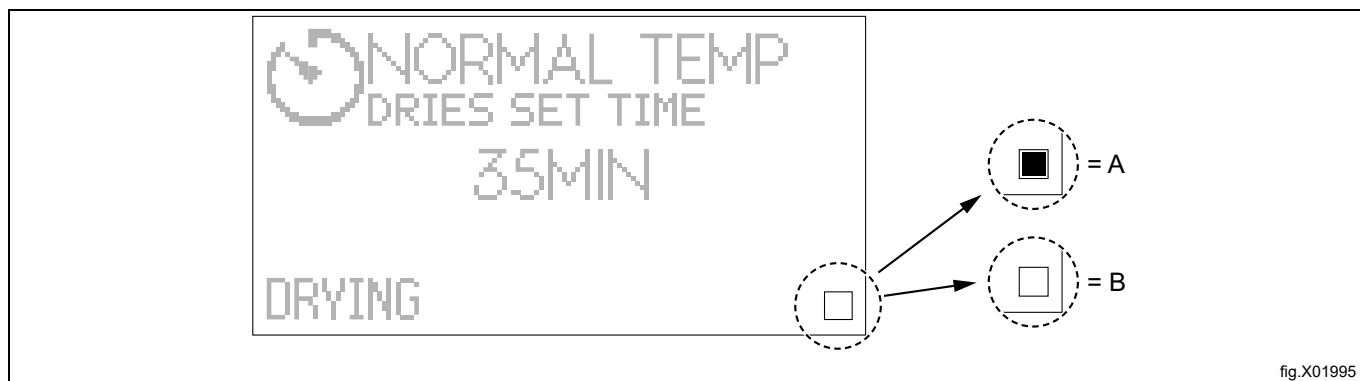 NORMAL TEMP
DRIES SET TIME
35MIN
DRYING
= A
= B
fig.X01995